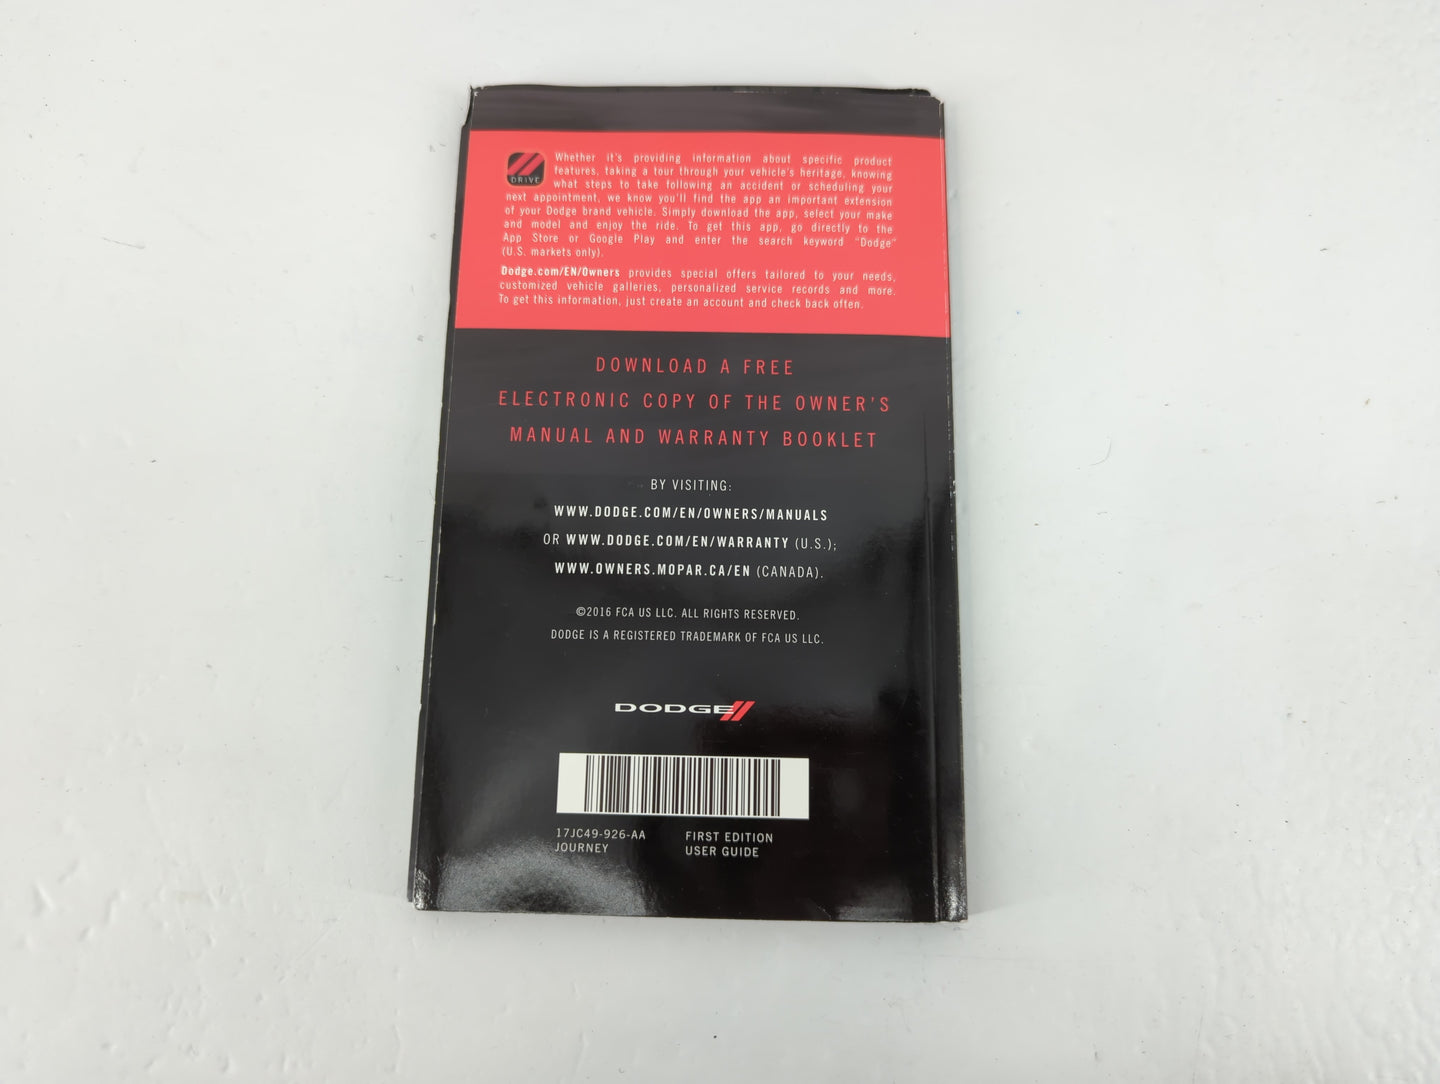 DRIVE
Whether it's providing information about specific product
features, taking a tour through your vehicle's heritage, knowing
what steps to take following an accident or scheduling your
next appointment, we know you'll find the app an important extension
of your Dodge brand vehicle. Simply download the app, select your make
and model and enjoy the ride. To get this app, go directly to the
App Store or Google Play and enter the search keyword "Dodge"
(U.S. markets only).
Dodge.com/EN/Owners provides special offers tailored to your needs,
customized vehicle galleries, personalized service records and more.
To get this information, just create an account and check back often.
DOWNLOAD A FREE
ELECTRONIC COPY OF THE OWNER'S
MANUAL AND WARRANTY BOOKLET
BY VISITING:
WWW.DODGE.COM/EN/OWNERS/MANUALS
OR WWW.DODGE.COM/EN/WARRANTY (U.S.);
WWW.OWNERS.MOPAR.CA/EN (CANADA).
©2016 FCA US LLC. ALL RIGHTS RESERVED.
DODGE IS A REGISTERED TRADEMARK OF FCA US LLC.
DODGE
17JC49-926-AA FIRST EDITION
JOURNEY USER GUIDE